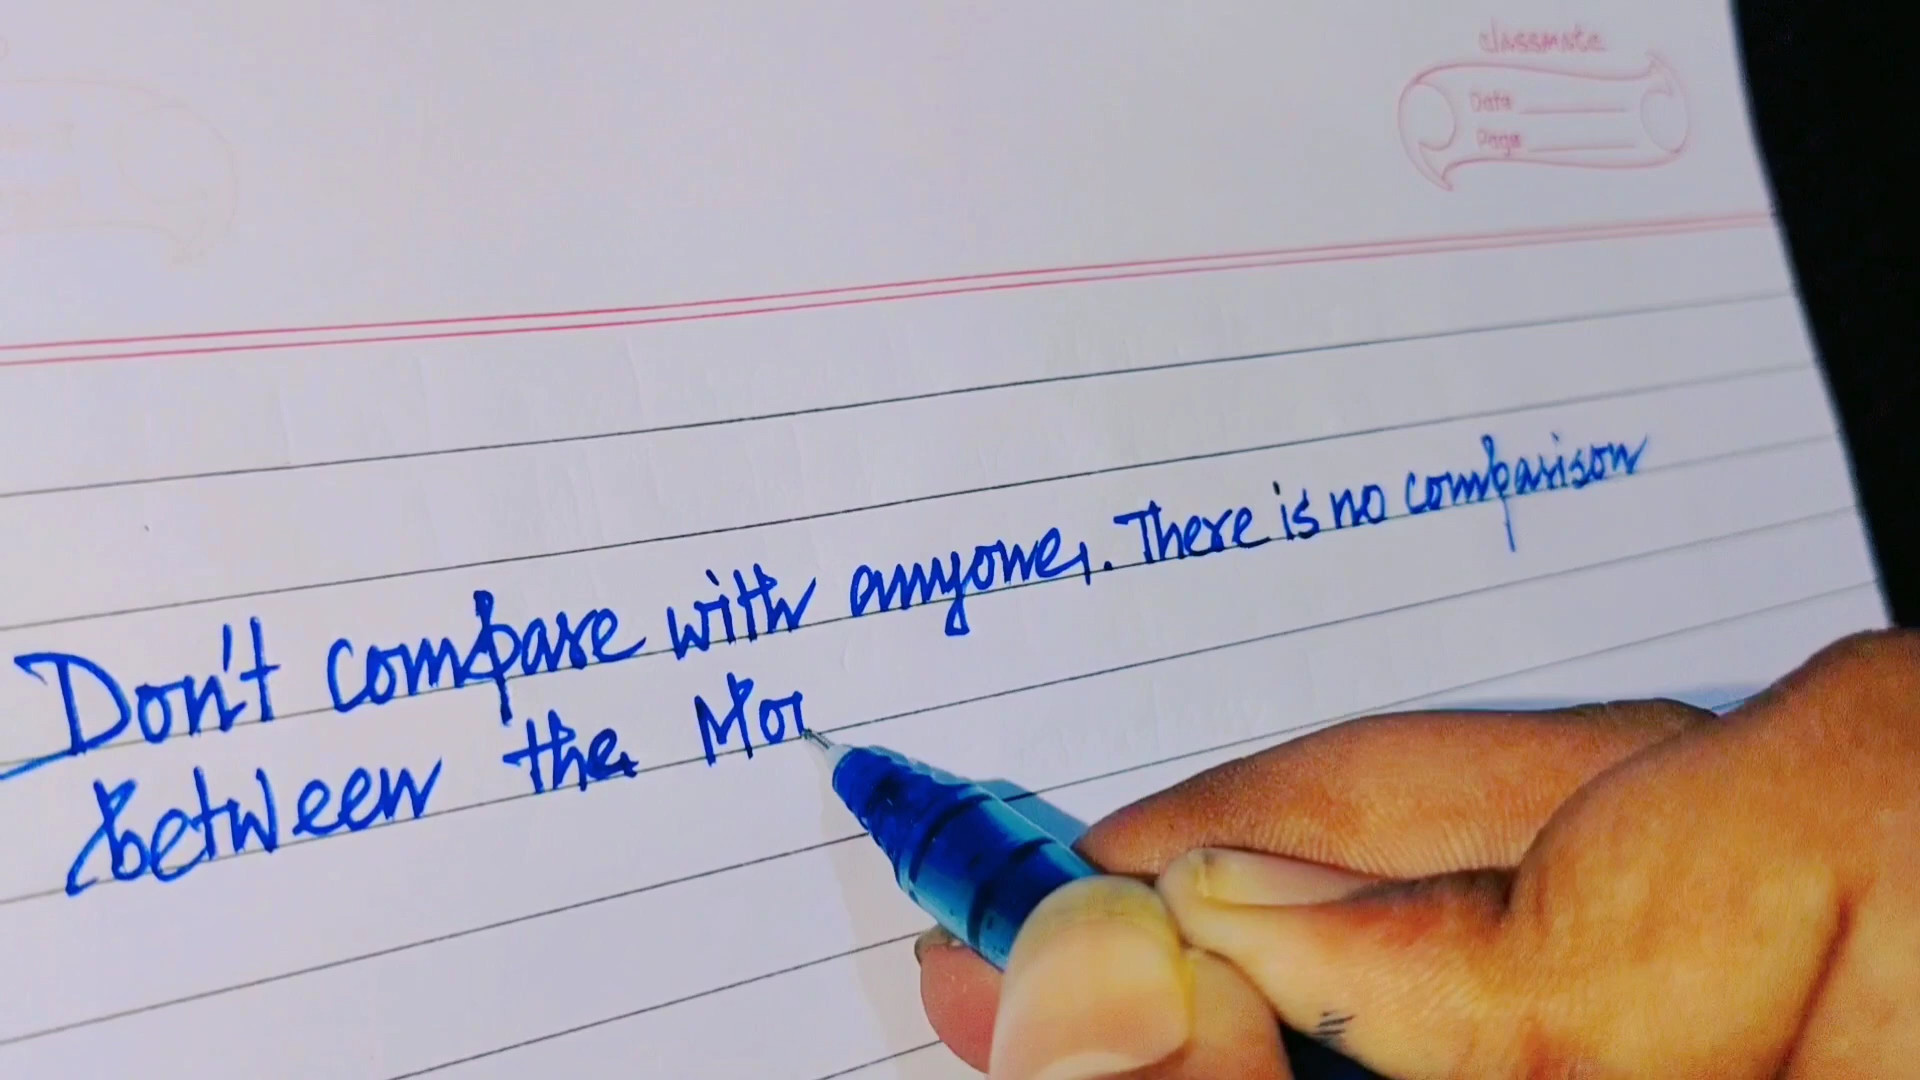 classmate
Date
Page
Don't compare with anyone,. There is no comparison
between the Mo